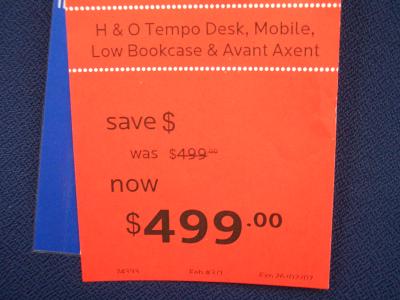 H & O Tempo Desk, Mobile,
Low Bookcase & Avant Axent
save $
was $499.00
now
$499.00